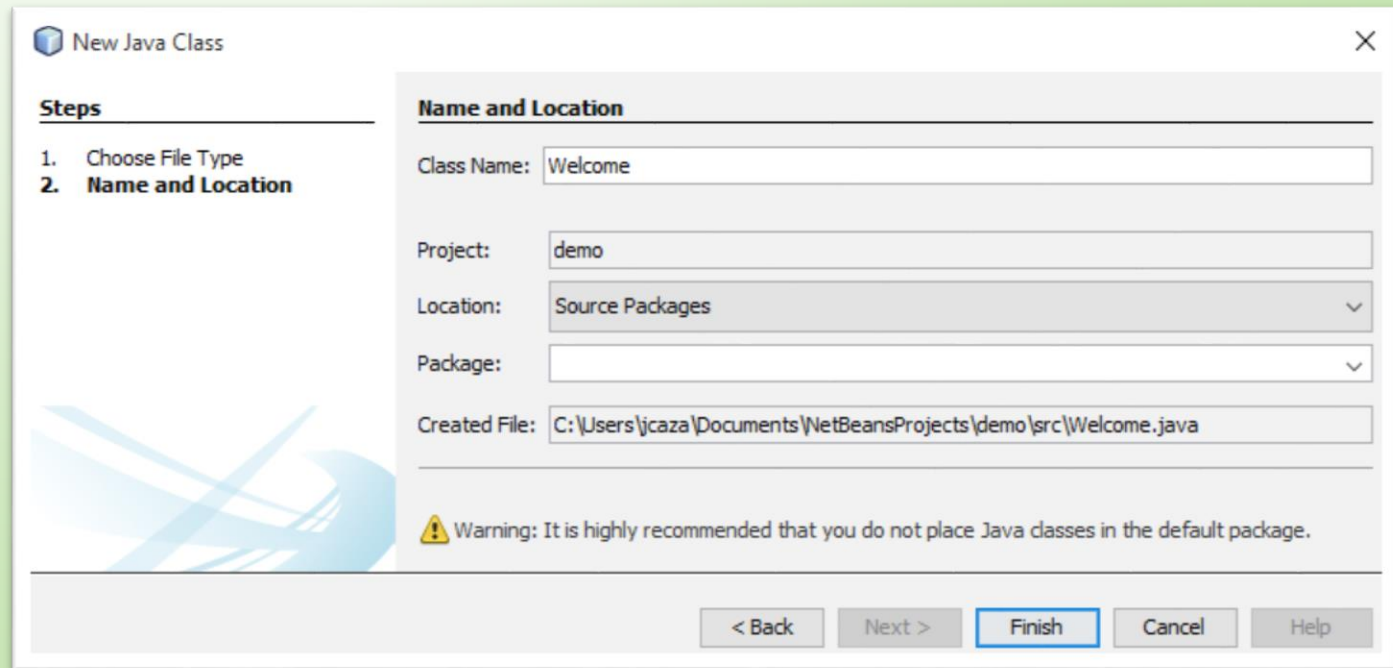 New Java Class
Steps
1. Choose File Type
2. Name and Location
Name and Location
Class Name: Welcome
Project: demo
Location: Source Packages
Package:
Created File: C:\Users\jcaza\Documents\NetBeansProjects\demo\src\Welcome.java
Warning: It is highly recommended that you do not place Java classes in the default package.
< Back Next > Finish Cancel Help